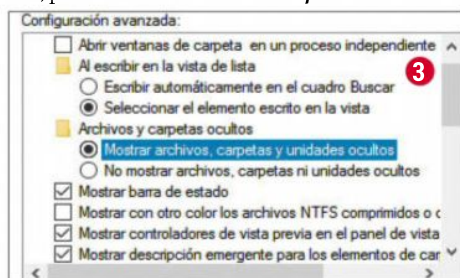 Configuración avanzada:
Abrir ventanas de carpeta en un proceso independiente
Al escribir en la vista de lista
3
Escribir automáticamente en el cuadro Buscar
Seleccionar el elemento escrito en la vista
Archivos y carpetas ocultos
Mostrar archivos, carpetas y unidades ocultos
No mostrar archivos, carpetas ni unidades ocultos
Mostrar barra de estado
Mostrar con otro color los archivos NTFS comprimidos o
Mostrar controladores de vista previa en el panel de vista
Mostrar descripción emergente para los elementos de